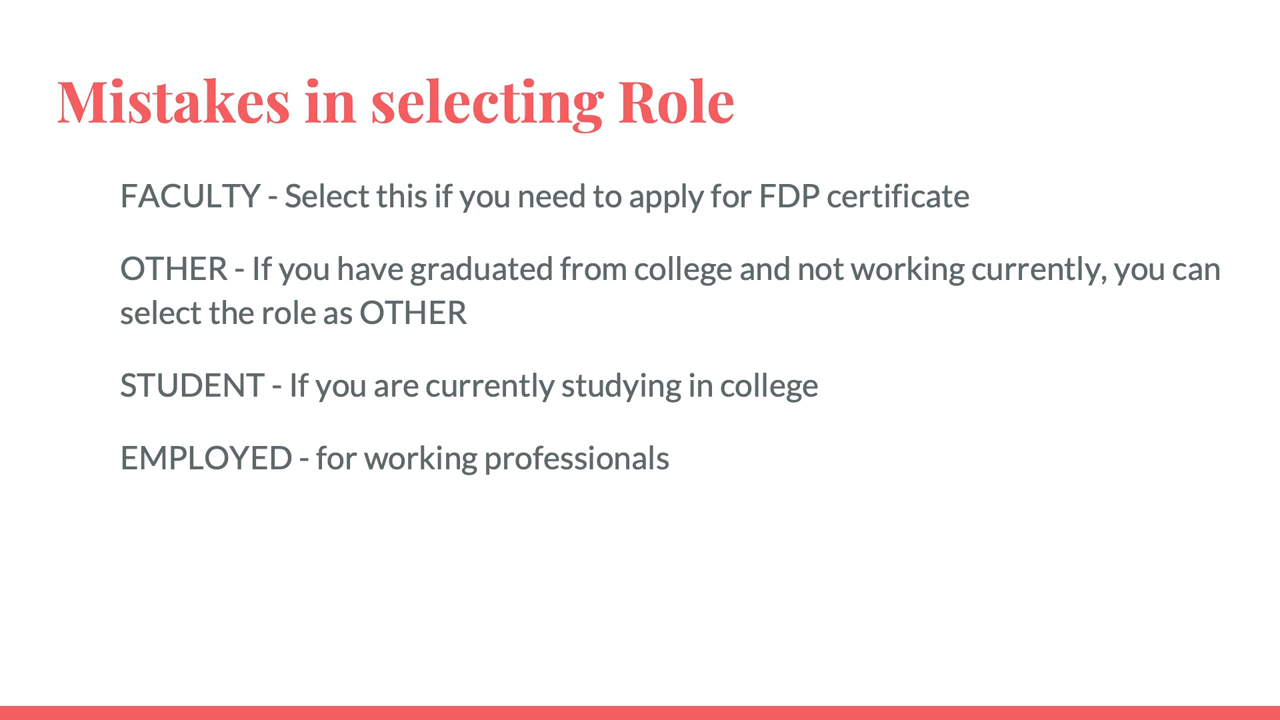 Mistakes in selecting Role
FACULTY - Select this if you need to apply for FDP certificate
OTHER - If you have graduated from college and not working currently, you can
select the role as OTHER
STUDENT - If you are currently studying in college
EMPLOYED - for working professionals